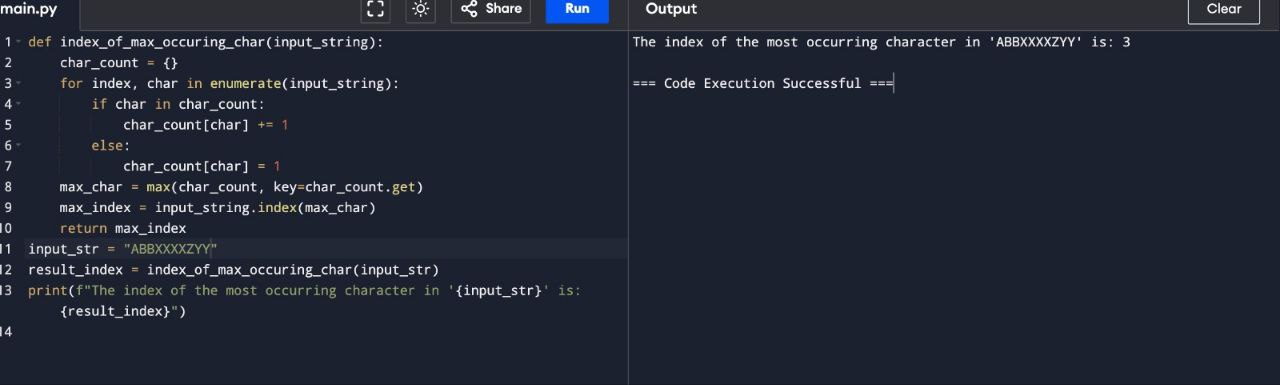 main.py Share Run Output Clear
1 def index_of_max_occuring_char(input_string):
2 char_count = {}
3 for index, char in enumerate(input_string):
4 if char in char_count:
5 char_count[char] += 1
6 else:
7 char_count[char] = 1
8 max_char = max(char_count, key=char_count.get)
9 max_index = input_string.index(max_char)
10 return max_index
11 input_str = "ABBXXXXZYY"
12 result_index = index_of_max_occuring_char(input_str)
13 print(f"The index of the most occurring character in '{input_str}' is:
{result_index}")
14
The index of the most occurring character in 'ABBXXXXZYY' is: 3
=== Code Execution Successful ===